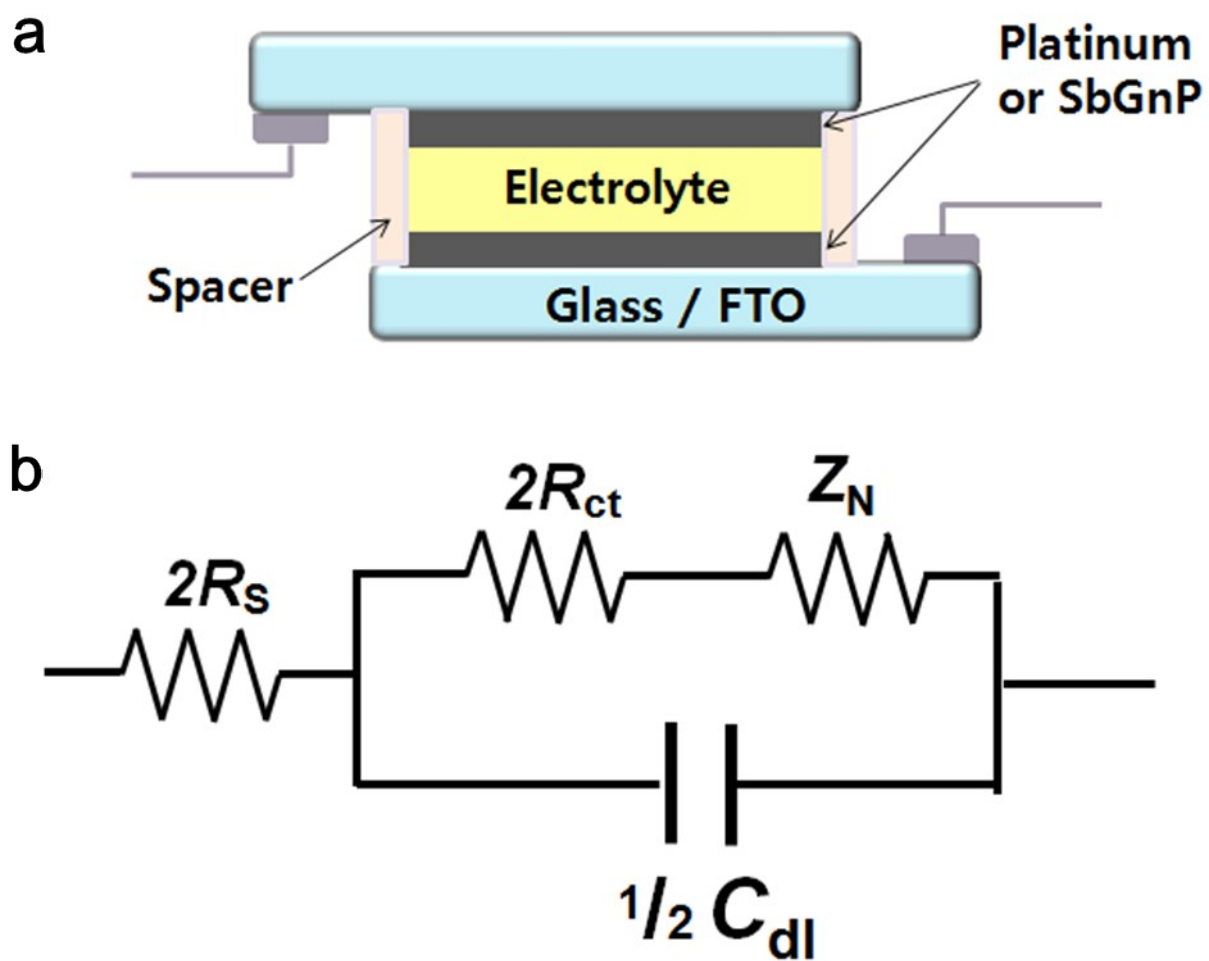 a
Platinum
or SbGnP
Electrolyte
Spacer
Glass / FTO
b
2Rct
ZN
2RS
1/2 Cdl